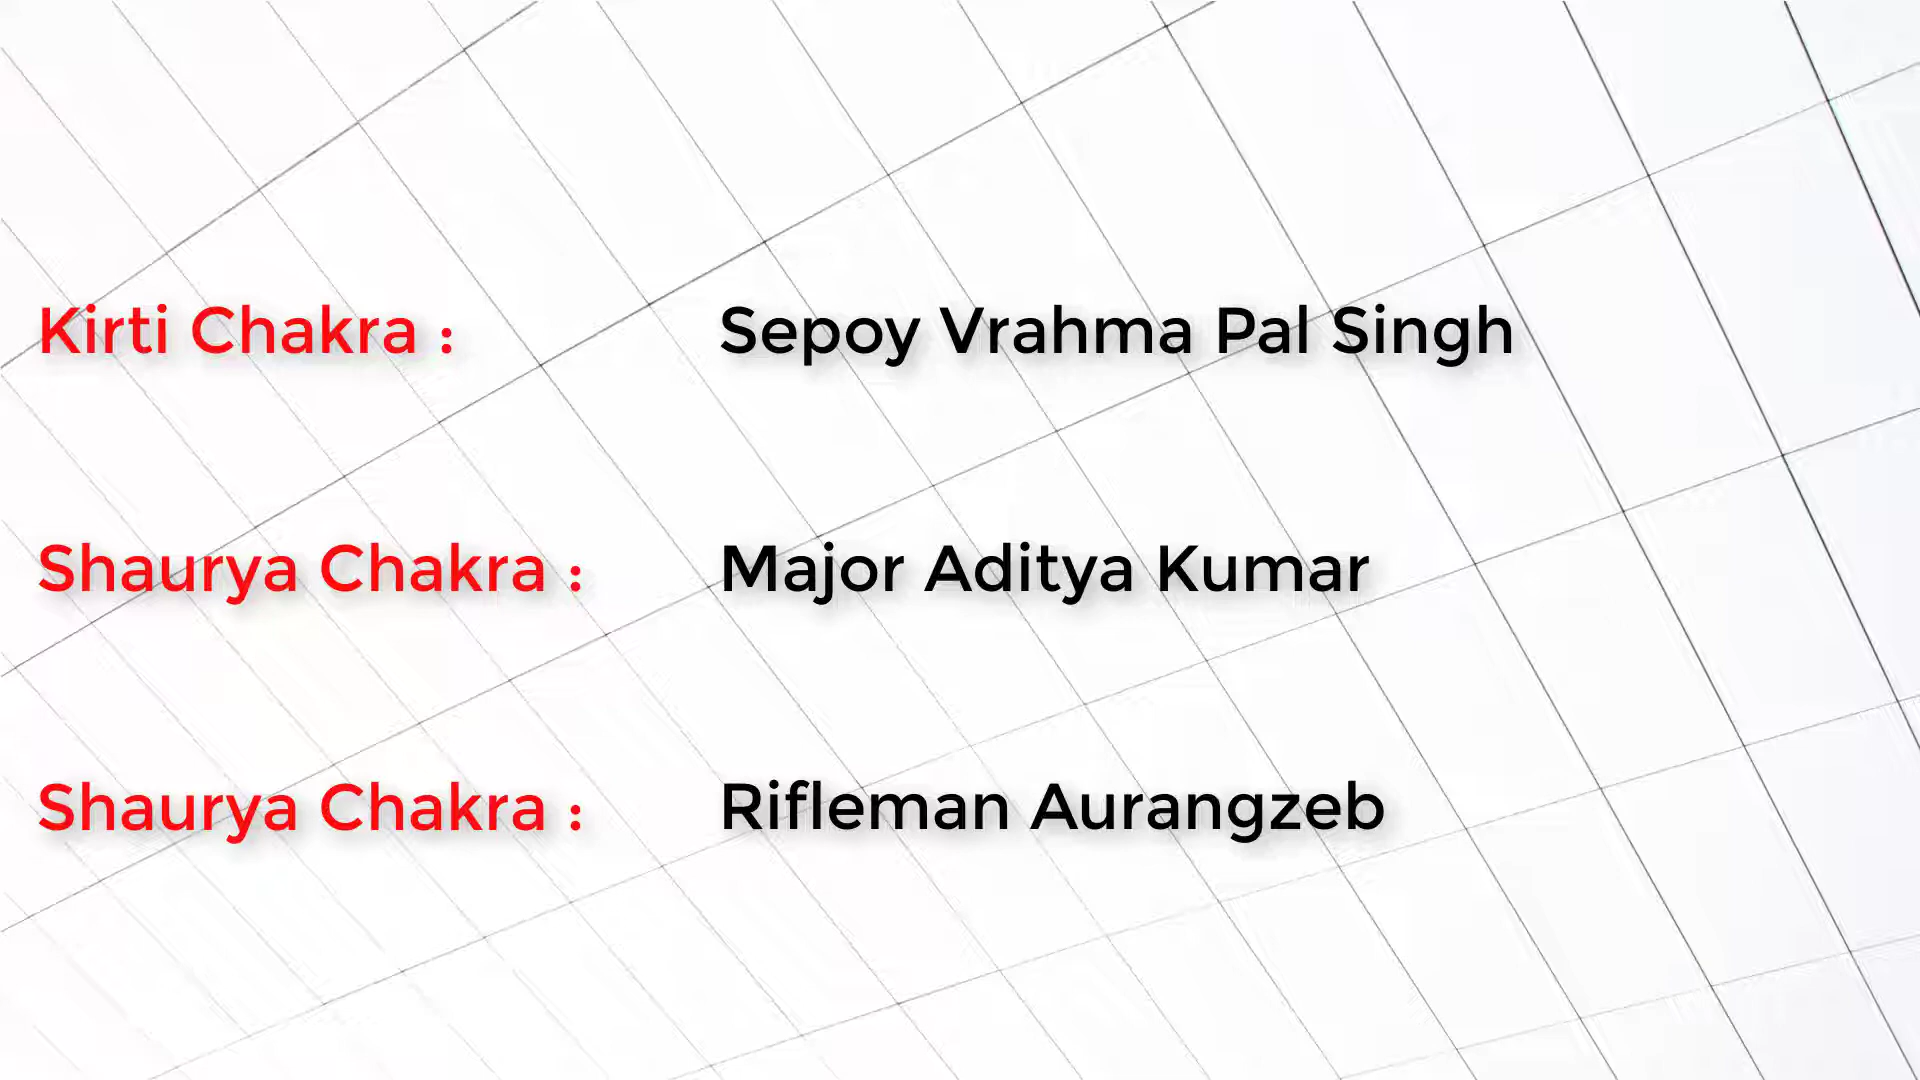 Kirti Chakra : Sepoy Vrahma Pal Singh
Shaurya Chakra : Major Aditya Kumar
Shaurya Chakra : Rifleman Aurangzeb